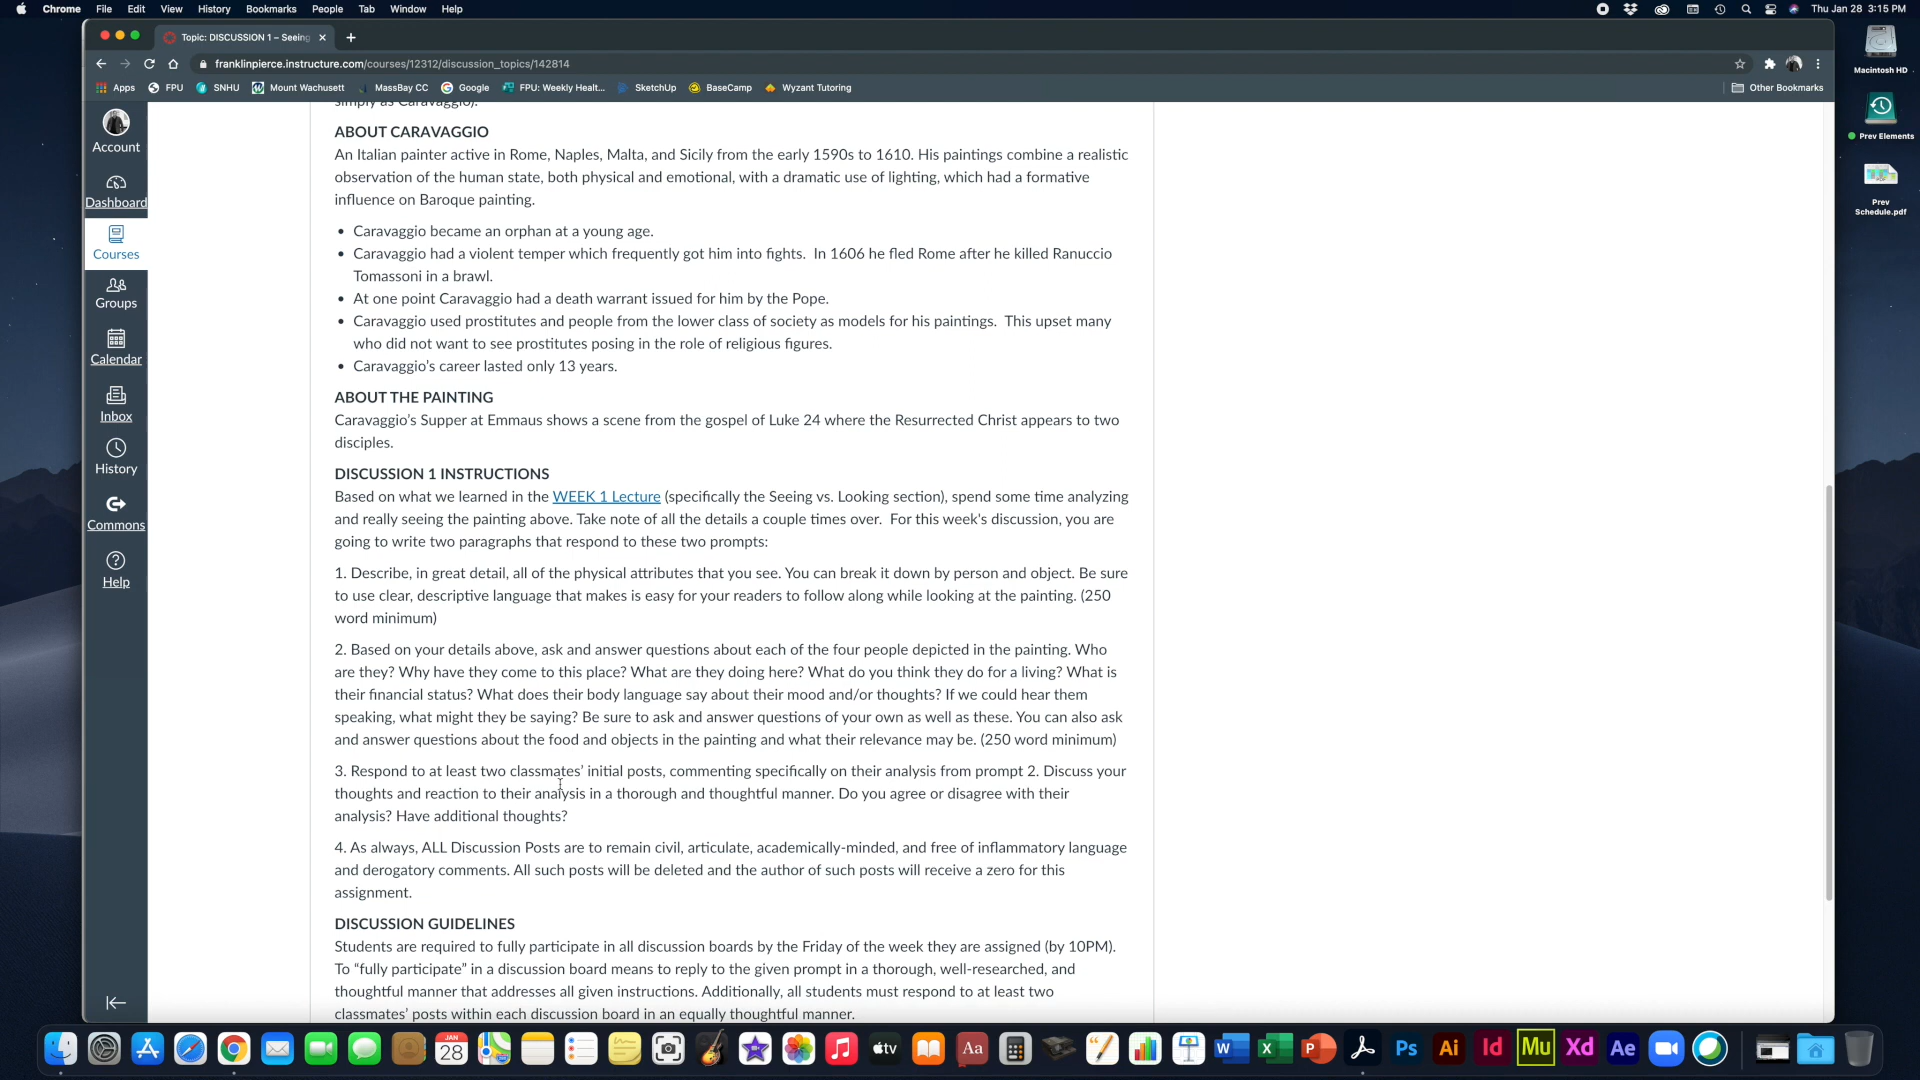 Chrome File Edit View History Bookmarks People Tab Window Help
Thu Jan 28 3:15 PM
Topic: DISCUSSION 1 – Seeing
franklinpierce.instructure.com/courses/12312/discussion_topics/142814
Apps FPU SNHU Mount Wachusett MassBay CC Google FPU: Weekly Healt... SketchUp BaseCamp Wyzant Tutoring Other Bookmarks
Macintosh HD
Prev Elements
Prev
Schedule.pdf
Account
Dashboard
Courses
Groups
Calendar
Inbox
History
Commons
Help
simply as Caravaggio).
ABOUT CARAVAGGIO
An Italian painter active in Rome, Naples, Malta, and Sicily from the early 1590s to 1610. His paintings combine a realistic
observation of the human state, both physical and emotional, with a dramatic use of lighting, which had a formative
influence on Baroque painting.
• Caravaggio became an orphan at a young age.
• Caravaggio had a violent temper which frequently got him into fights. In 1606 he fled Rome after he killed Ranuccio
Tomassoni in a brawl.
• At one point Caravaggio had a death warrant issued for him by the Pope.
• Caravaggio used prostitutes and people from the lower class of society as models for his paintings. This upset many
who did not want to see prostitutes posing in the role of religious figures.
• Caravaggio's career lasted only 13 years.
ABOUT THE PAINTING
Caravaggio's Supper at Emmaus shows a scene from the gospel of Luke 24 where the Resurrected Christ appears to two
disciples.
DISCUSSION 1 INSTRUCTIONS
Based on what we learned in the WEEK 1 Lecture (specifically the Seeing vs. Looking section), spend some time analyzing
and really seeing the painting above. Take note of all the details a couple times over. For this week's discussion, you are
going to write two paragraphs that respond to these two prompts:
1. Describe, in great detail, all of the physical attributes that you see. You can break it down by person and object. Be sure
to use clear, descriptive language that makes is easy for your readers to follow along while looking at the painting. (250
word minimum)
2. Based on your details above, ask and answer questions about each of the four people depicted in the painting. Who
are they? Why have they come to this place? What are they doing here? What do you think they do for a living? What is
their financial status? What does their body language say about their mood and/or thoughts? If we could hear them
speaking, what might they be saying? Be sure to ask and answer questions of your own as well as these. You can also ask
and answer questions about the food and objects in the painting and what their relevance may be. (250 word minimum)
3. Respond to at least two classmates' initial posts, commenting specifically on their analysis from prompt 2. Discuss your
thoughts and reaction to their analysis in a thorough and thoughtful manner. Do you agree or disagree with their
analysis? Have additional thoughts?
4. As always, ALL Discussion Posts are to remain civil, articulate, academically-minded, and free of inflammatory language
and derogatory comments. All such posts will be deleted and the author of such posts will receive a zero for this
assignment.
DISCUSSION GUIDELINES
Students are required to fully participate in all discussion boards by the Friday of the week they are assigned (by 10PM).
To “fully participate” in a discussion board means to reply to the given prompt in a thorough, well-researched, and
thoughtful manner that addresses all given instructions. Additionally, all students must respond to at least two
classmates' posts within each discussion board in an equally thoughtful manner.
JAN
28
tv
Aa
W X P Ps Ai Id Mu Xd Ae